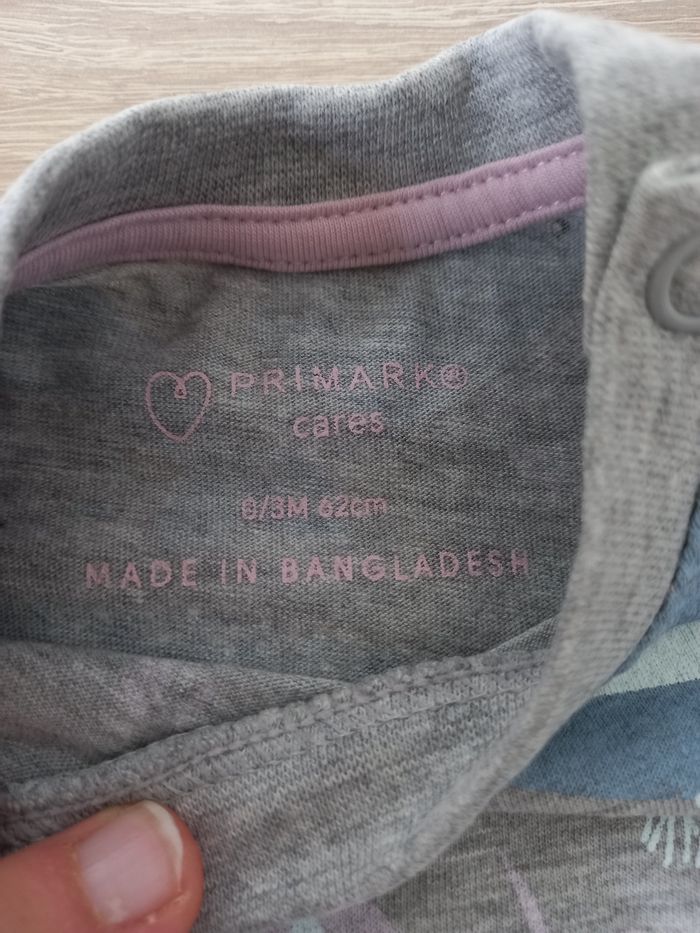 PRIMARK®
cares
0/3M 62cm
MADE IN BANGLADESH